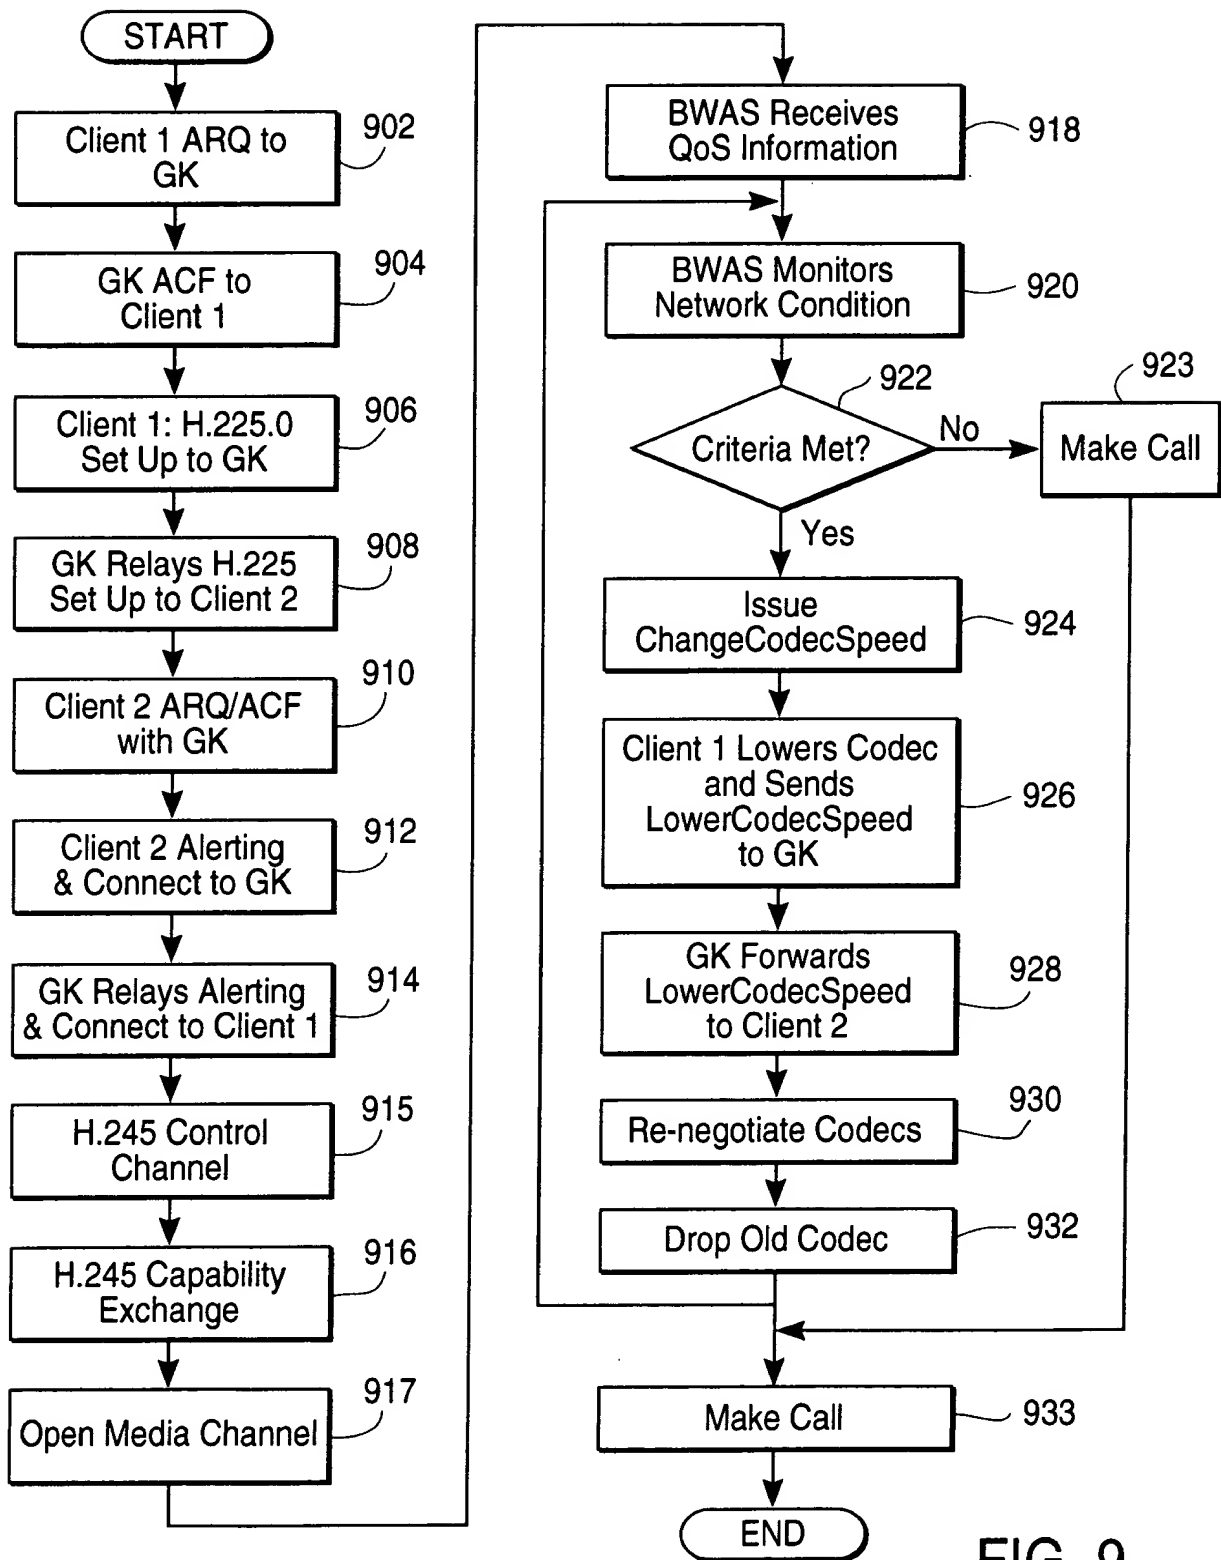 START
Client 1 ARQ to
GK
902
GK ACF to
Client 1
904
Client 1: H.225.0
Set Up to GK
906
GK Relays H.225
Set Up to Client 2
908
Client 2 ARQ/ACF
with GK
910
Client 2 Alerting
& Connect to GK
912
GK Relays Alerting
& Connect to Client 1
914
H.245 Control
Channel
915
H.245 Capability
Exchange
916
Open Media Channel
917
BWAS Receives
QoS Information
918
BWAS Monitors
Network Condition
920
Criteria Met?
922
No
Make Call
923
Yes
Issue
ChangeCodecSpeed
924
Client 1 Lowers Codec
and Sends
LowerCodecSpeed
to GK
926
GK Forwards
LowerCodecSpeed
to Client 2
928
Re-negotiate Codecs
930
Drop Old Codec
932
Make Call
933
END
FIG. 9